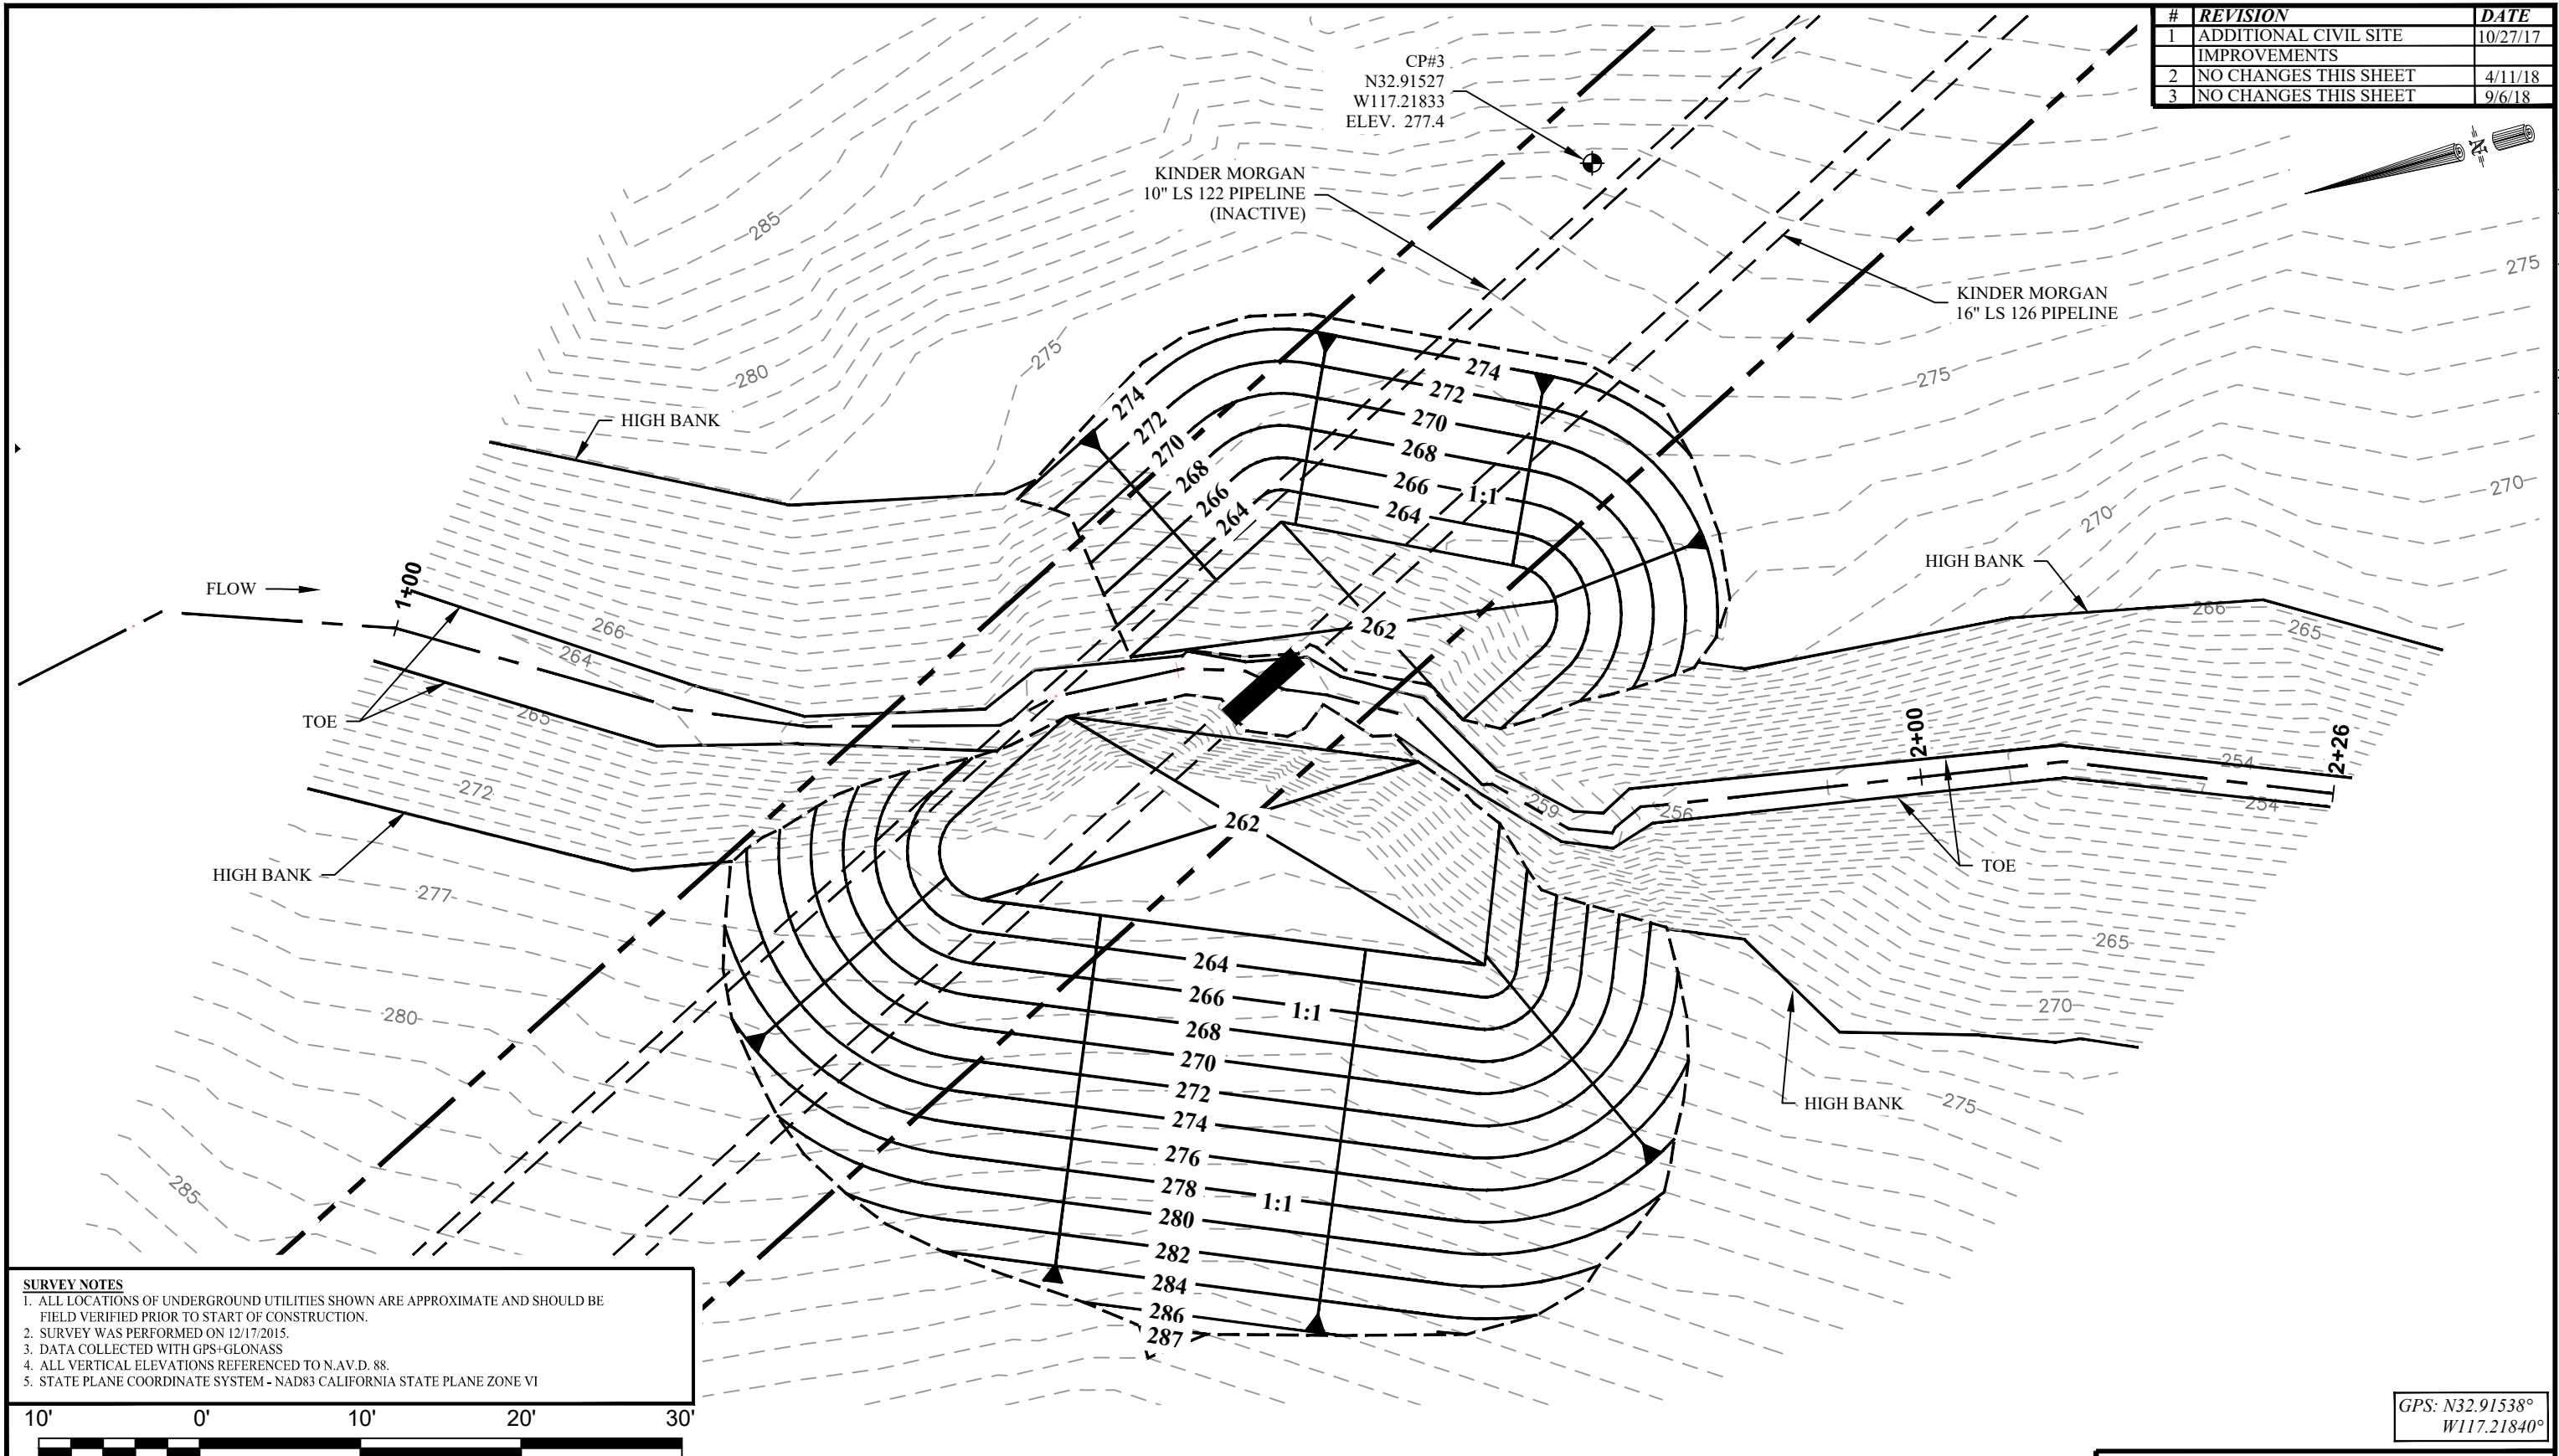 # REVISION DATE
1 ADDITIONAL CIVIL SITE 10/27/17
IMPROVEMENTS
2 NO CHANGES THIS SHEET 4/11/18
3 NO CHANGES THIS SHEET 9/6/18
CP#3
N32.91527
W117.21833
ELEV. 277.4
N
KINDER MORGAN
10" LS 122 PIPELINE
(INACTIVE)
KINDER MORGAN
16" LS 126 PIPELINE
285
280
275
275
275
270
270
HIGH BANK
HIGH BANK
274
272
270
268
266
264
274
272
270
268
266
1:1
264
262
FLOW
1+00
266
264
265
TOE
272
HIGH BANK
277
280
285
266
265
2+00
2+26
254
254
259
256
TOE
265
270
HIGH BANK
275
262
264
266
1:1
268
270
272
274
276
278
1:1
280
282
284
286
287
SURVEY NOTES
1. ALL LOCATIONS OF UNDERGROUND UTILITIES SHOWN ARE APPROXIMATE AND SHOULD BE
FIELD VERIFIED PRIOR TO START OF CONSTRUCTION.
2. SURVEY WAS PERFORMED ON 12/17/2015.
3. DATA COLLECTED WITH GPS+GLONASS
4. ALL VERTICAL ELEVATIONS REFERENCED TO N.AV.D. 88.
5. STATE PLANE COORDINATE SYSTEM - NAD83 CALIFORNIA STATE PLANE ZONE VI
10' 0' 10' 20' 30'
GPS: N32.91538°
W117.21840°